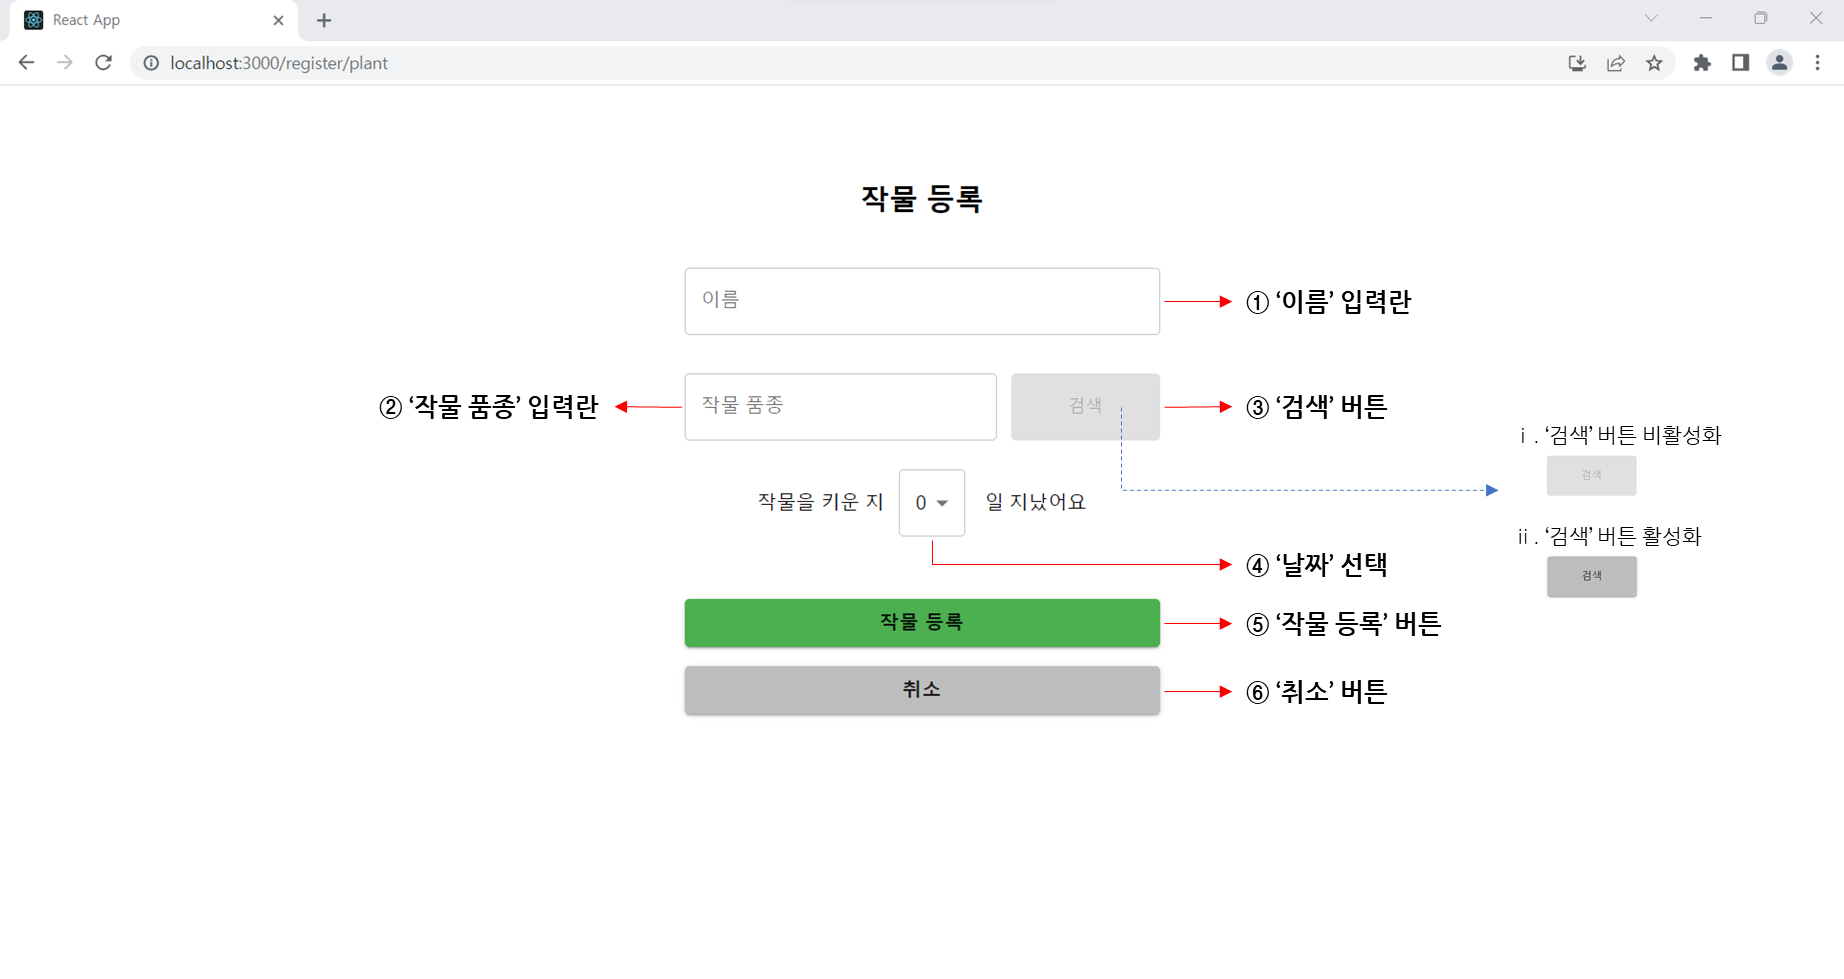 React App
localhost:3000/register/plant
작물 등록
이름
① ‘이름’ 입력란
② ‘작물 품종’ 입력란
작물 품종
검색
③ ‘검색’ 버튼
ⅰ. ‘검색’ 버튼 비활성화
검색
작물을 키운 지 0 일 지났어요
ⅱ. ‘검색’ 버튼 활성화
검색
④ ‘날짜’ 선택
작물 등록
⑤ ‘작물 등록’ 버튼
취소
⑥ ‘취소’ 버튼